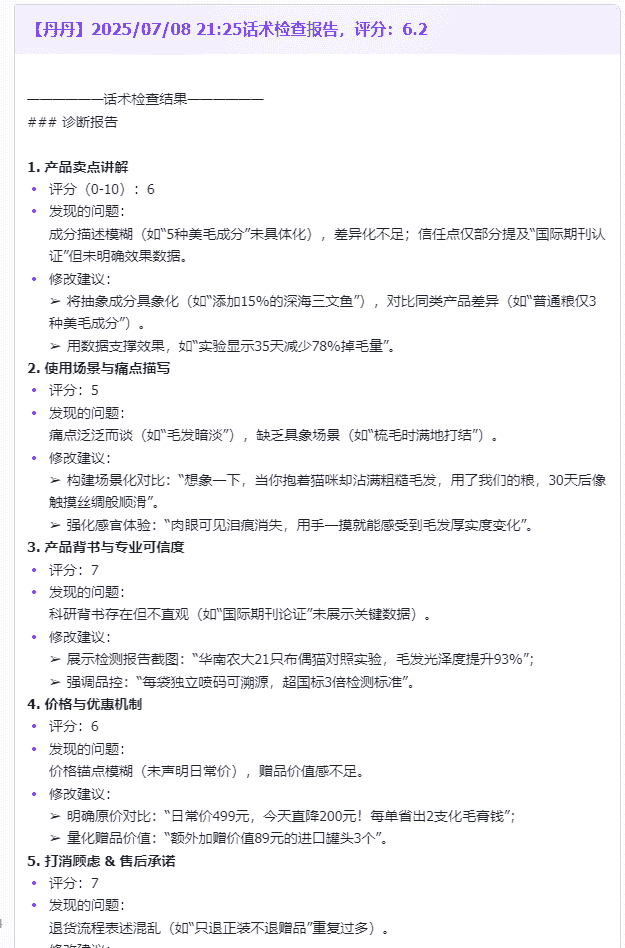 【丹丹】2025/07/08 21:25话术检查报告，评分：6.2
——————话术检查结果——————
### 诊断报告
1. 产品卖点讲解
• 评分（0-10）：6
• 发现的问题：
成分描述模糊（如“5种美毛成分”未具体化），差异化不足；信任点仅部分提及“国际期刊认
证”但未明确效果数据。
• 修改建议：
➢ 将抽象成分具象化（如“添加15%的深海三文鱼”），对比同类产品差异（如“普通粮仅3
种美毛成分”）。
➢ 用数据支撑效果，如“实验显示35天减少78%掉毛量”。
2. 使用场景与痛点描写
• 评分：5
• 发现的问题：
痛点泛泛而谈（如“毛发暗淡”），缺乏具象场景（如“梳毛时满地打结”）。
• 修改建议：
➢ 构建场景化对比：“想象一下，当你抱着猫咪却沾满粗糙毛发，用了我们的粮，30天后像
触摸丝绸般顺滑”。
➢ 强化感官体验：“肉眼可见泪痕消失，用手一摸就能感受到毛发厚实度变化”。
3. 产品背书与专业可信度
• 评分：7
• 发现的问题：
科研背书存在但不直观（如“国际期刊论证”未展示关键数据）。
• 修改建议：
➢ 展示检测报告截图：“华南农大21只布偶猫对照实验，毛发光泽度提升93%”；
➢ 强调品控：“每袋独立喷码可溯源，超国标3倍检测标准”。
4. 价格与优惠机制
• 评分：6
• 发现的问题：
价格锚点模糊（未声明日常价），赠品价值感不足。
• 修改建议：
➢ 明确原价对比：“日常价499元，今天直降200元！每单省出2支化毛膏钱”；
➢ 量化赠品价值：“额外加赠价值89元的进口罐头3个”。
5. 打消顾虑 & 售后承诺
• 评分：7
• 发现的问题：
退货流程表述混乱（如“只退正装不退赠品”重复过多）。